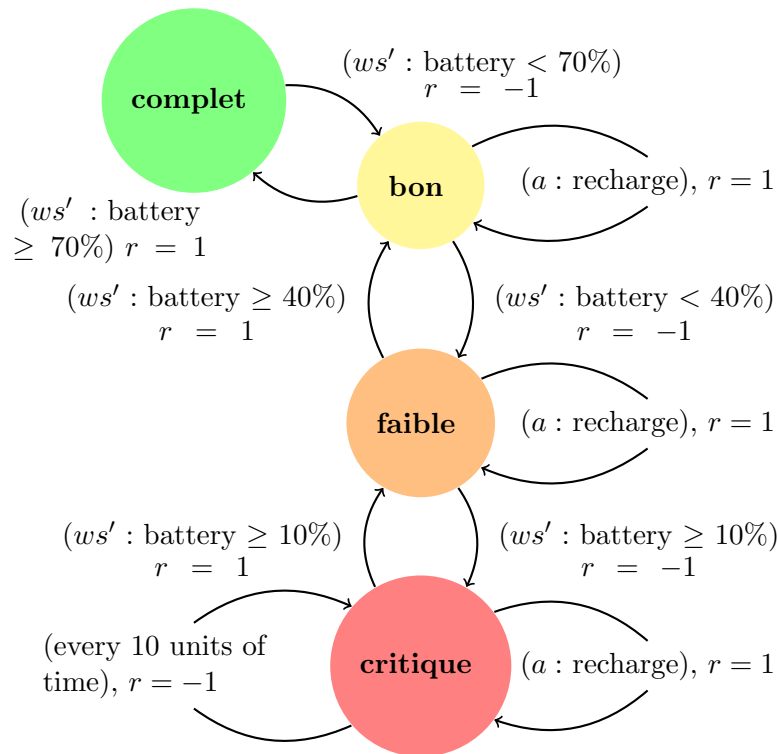 complet
(ws′ : battery < 70%)
r = −1
bon
(a : recharge), r = 1
(ws′ : battery
≥ 70%) r = 1
(ws′ : battery ≥ 40%)
r = 1
(ws′ : battery < 40%)
r = −1
faible
(a : recharge), r = 1
(ws′ : battery ≥ 10%)
r = 1
(ws′ : battery ≥ 10%)
r = −1
(every 10 units of
time), r = −1
critique
(a : recharge), r = 1